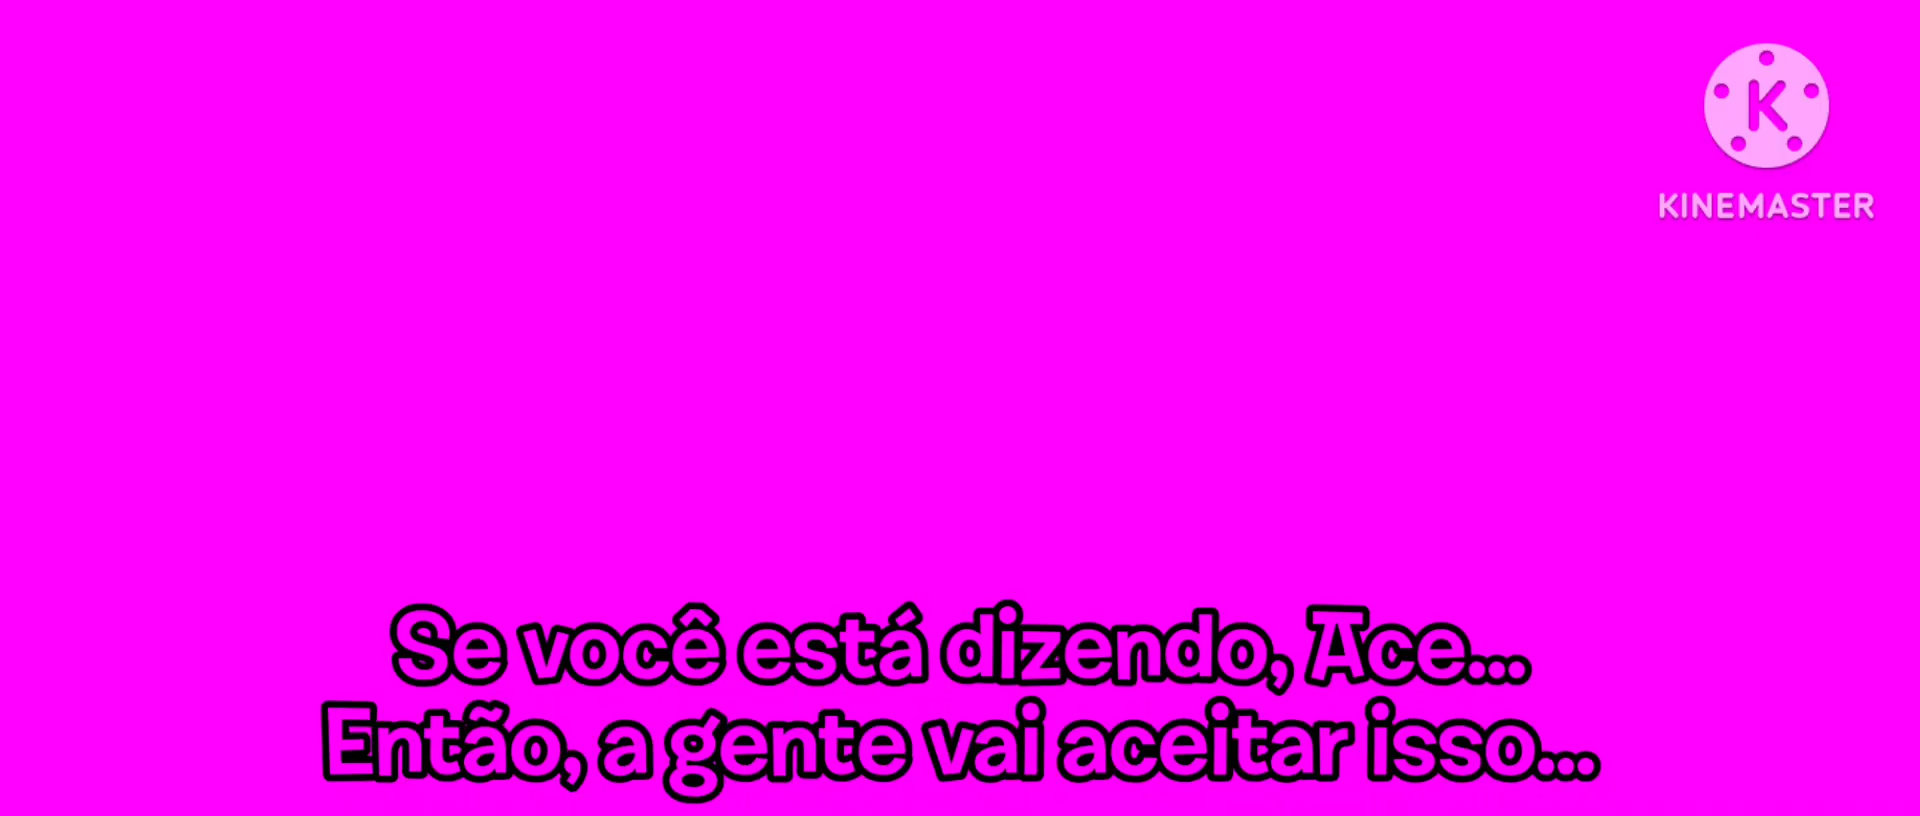 K
KINEMASTER
Se você está dizendo, Ace...
Então, a gente vai aceitar isso...